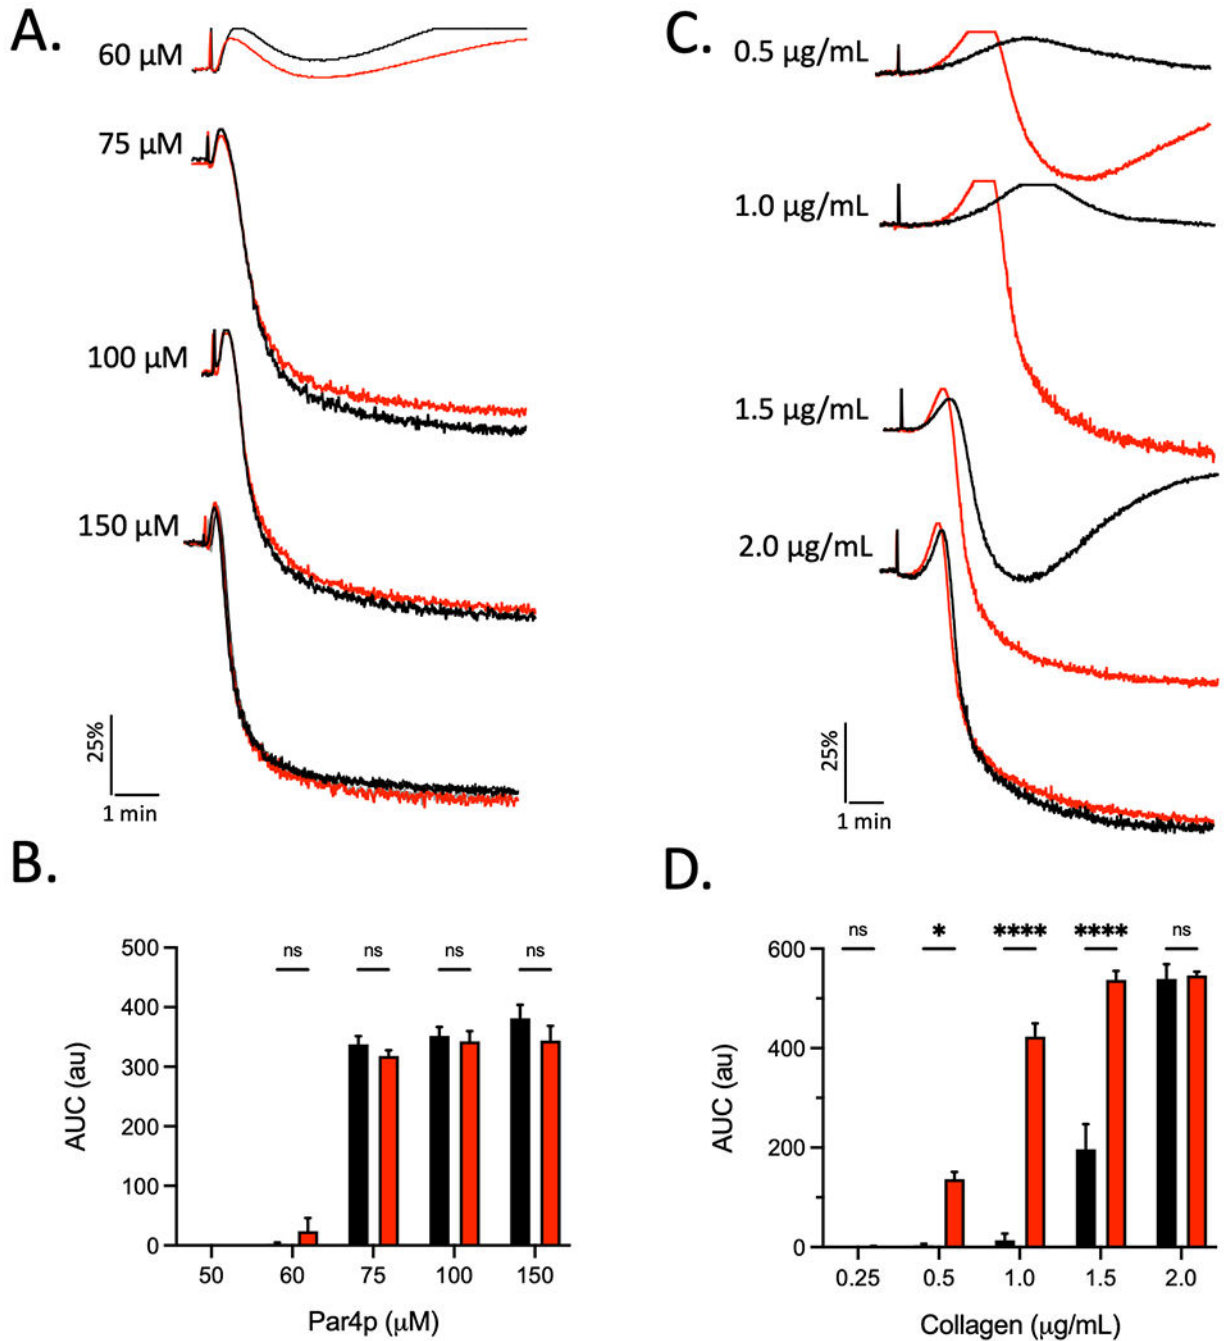 A.
60 µM
75 µM
100 µM
150 µM
25%
1 min
C.
0.5 µg/mL
1.0 µg/mL
1.5 µg/mL
2.0 µg/mL
25%
1 min
B.
AUC (au)
500
400
300
200
100
0
ns
ns
ns
ns
50 60 75 100 150
Par4p (µM)
D.
AUC (au)
600
400
200
0
ns
*
****
****
ns
0.25 0.5 1.0 1.5 2.0
Collagen (µg/mL)